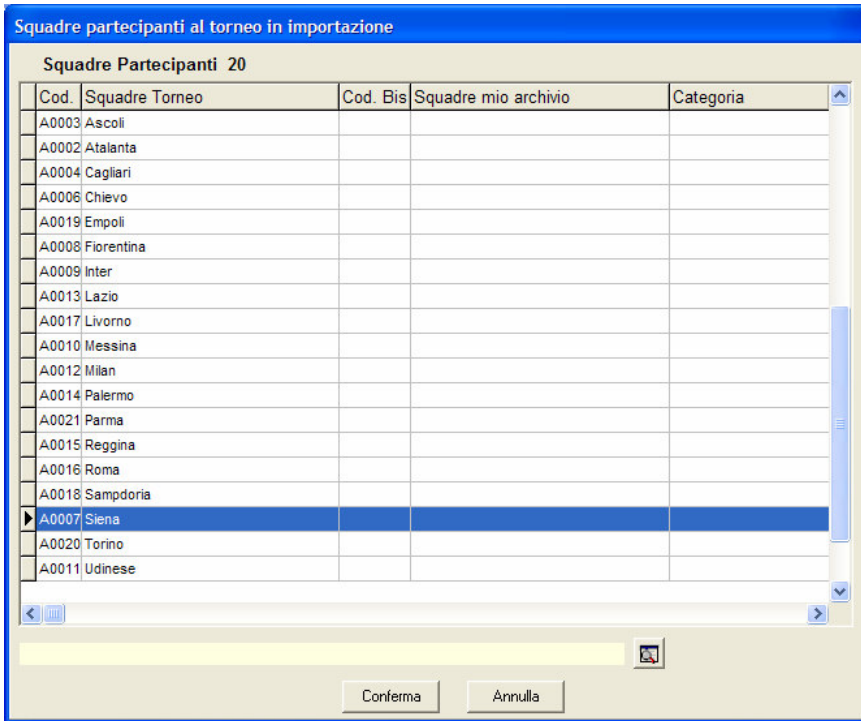 Squadre partecipanti al torneo in importazione
Squadre Partecipanti 20
Cod. Squadre Torneo Cod. Bis Squadre mio archivio Categoria
A0003 Ascoli
A0002 Atalanta
A0004 Cagliari
A0006 Chievo
A0019 Empoli
A0008 Fiorentina
A0009 Inter
A0013 Lazio
A0017 Livorno
A0010 Messina
A0012 Milan
A0014 Palermo
A0021 Parma
A0015 Reggina
A0016 Roma
A0018 Sampdoria
A0007 Siena
A0020 Torino
A0011 Udinese
Conferma Annulla